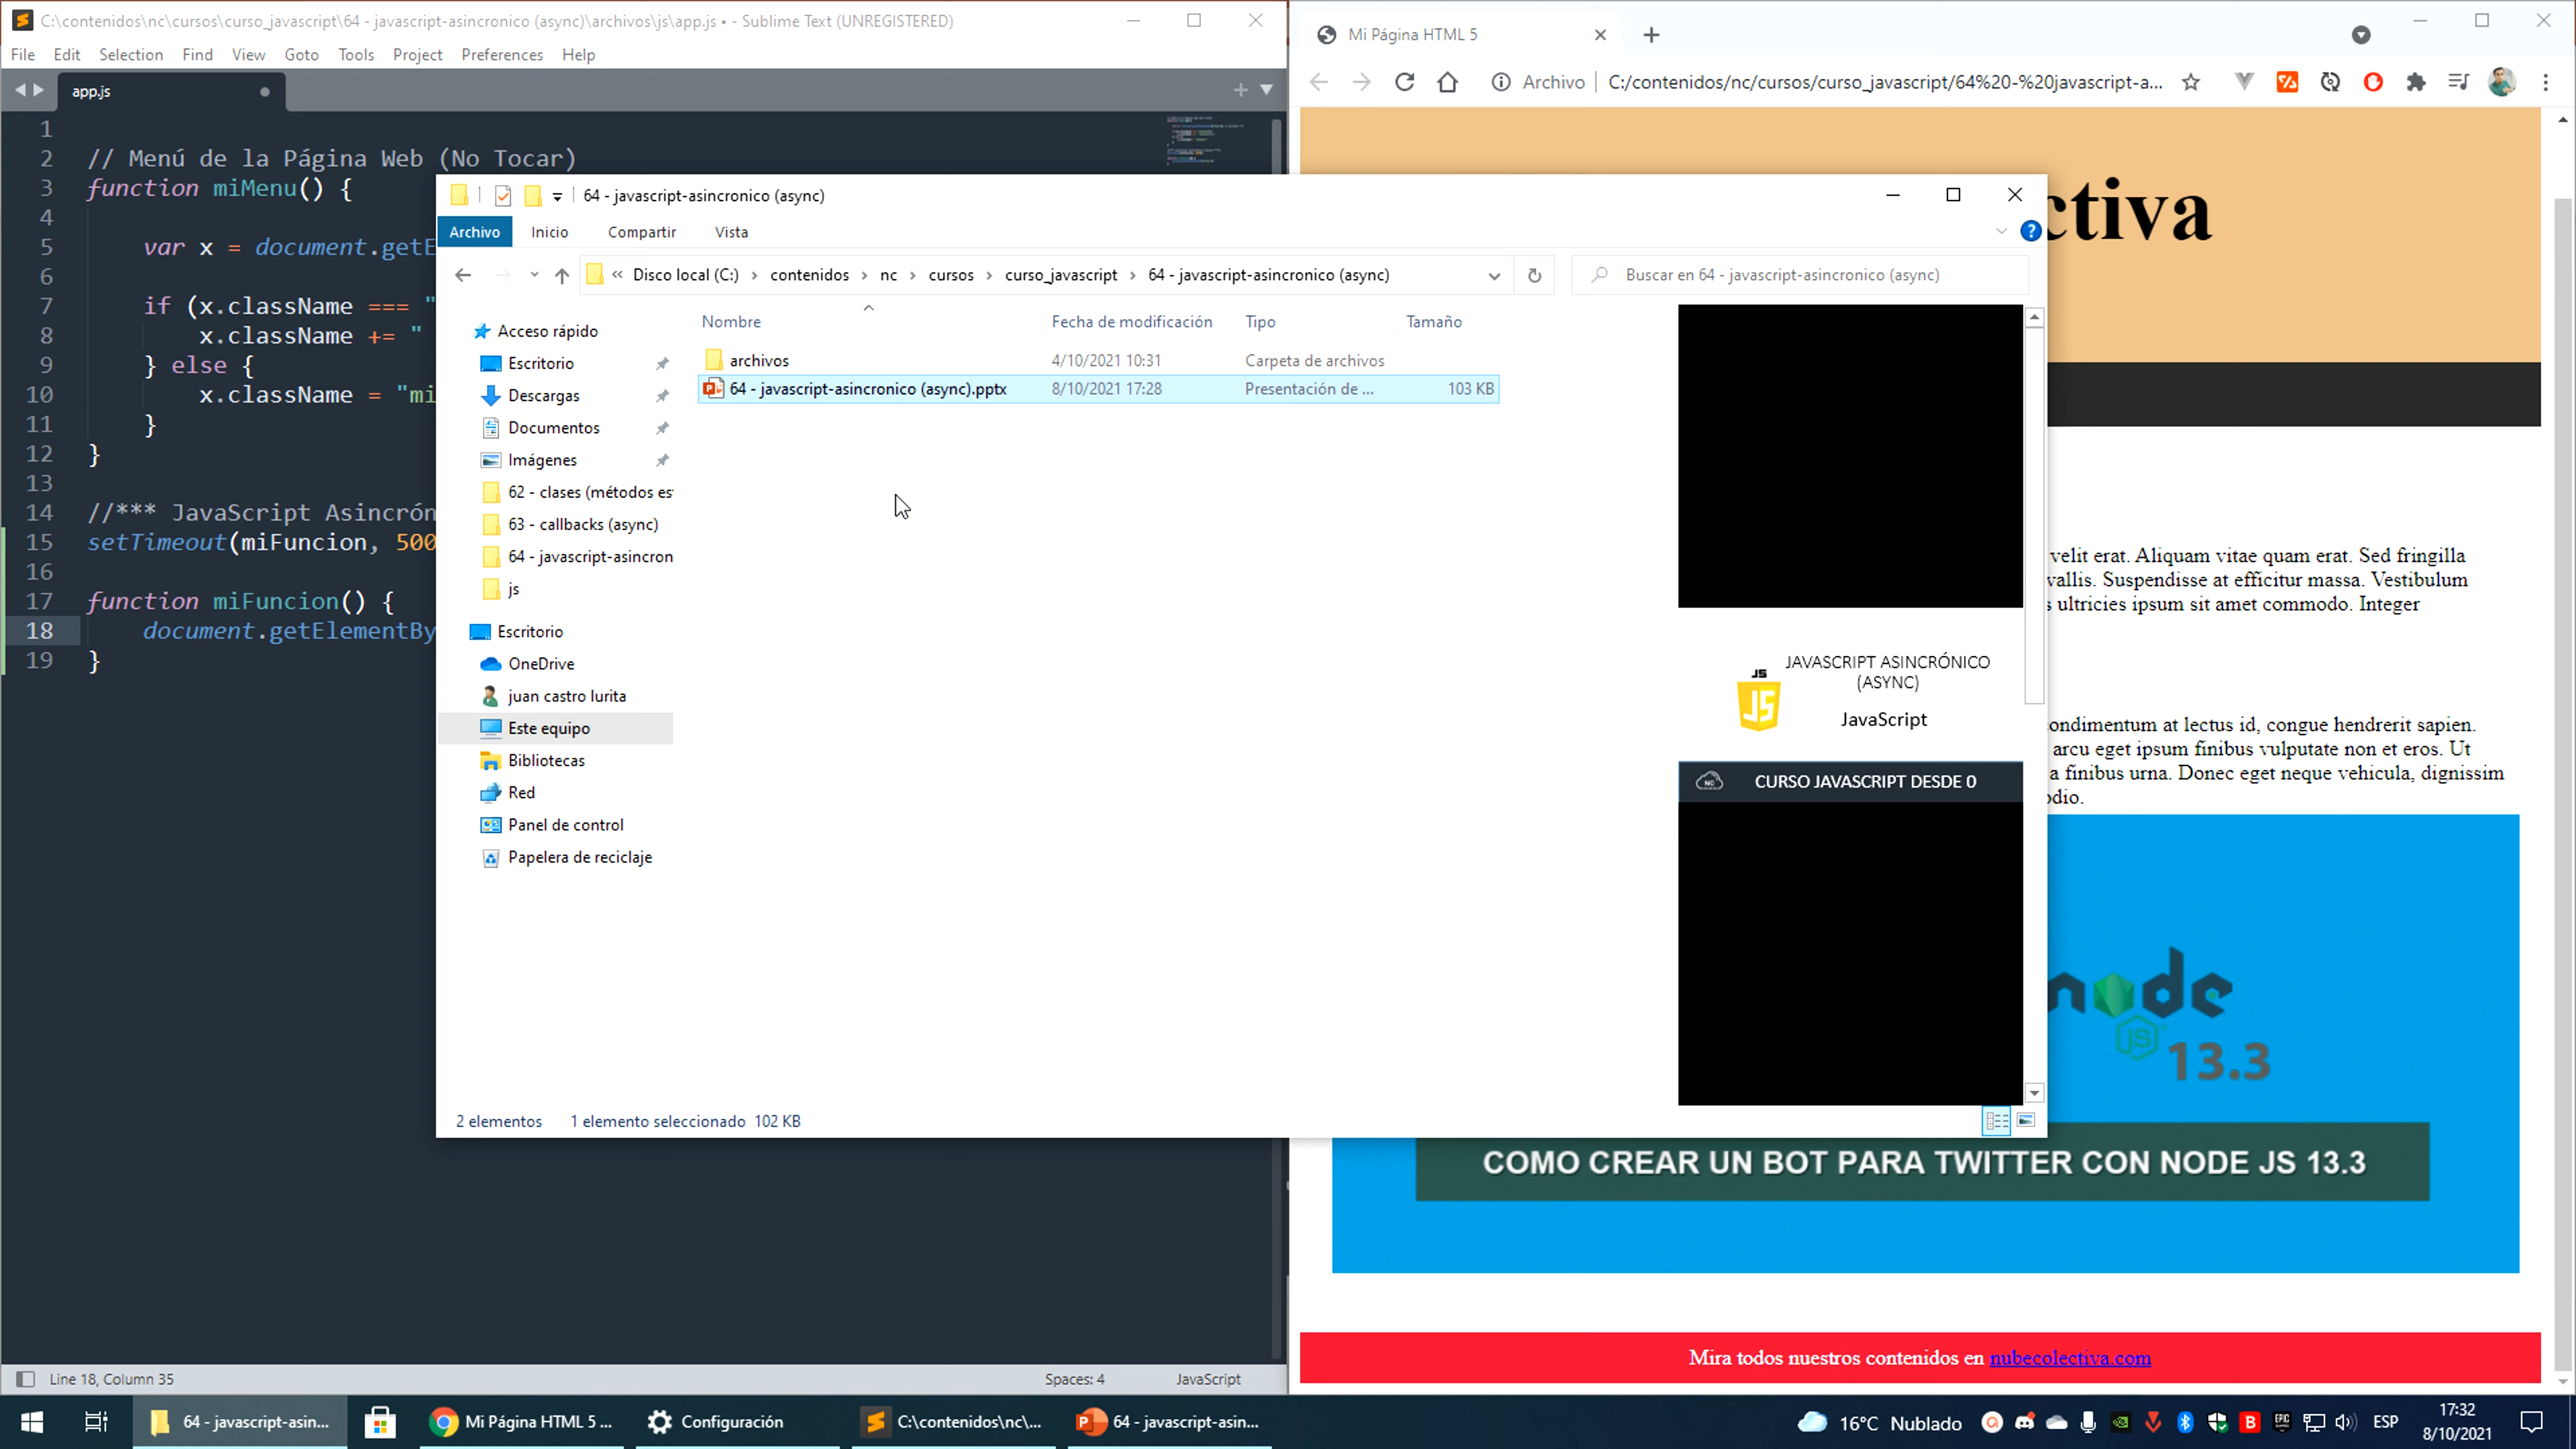 C:\contenidos\nc\cursos\curso_javascript\64 - javascript-asincronico (async)\archivos\js\app.js • - Sublime Text (UNREGISTERED)
File Edit Selection Find View Goto Tools Project Preferences Help
app.js
1
2 // Menú de la Página Web (No Tocar)
3 function miMenu() {
4
5 var x = document.getE
6
7 if (x.className === "
8 x.className += "
9 } else {
10 x.className = "mi
11 }
12 }
13
14 //*** JavaScript Asincrón
15 setTimeout(miFuncion, 500
16
17 function miFuncion() {
18 document.getElementBy
19 }
Line 18, Column 35
Spaces: 4
JavaScript
64 - javascript-asincronico (async)
Archivo Inicio Compartir Vista
« Disco local (C:) › contenidos › nc › cursos › curso_javascript › 64 - javascript-asincronico (async)
Buscar en 64 - javascript-asincronico (async)
Acceso rápido
Escritorio
Descargas
Documentos
Imágenes
62 - clases (métodos es
63 - callbacks (async)
64 - javascript-asincron
js
Escritorio
OneDrive
juan castro lurita
Este equipo
Bibliotecas
Red
Panel de control
Papelera de reciclaje
Nombre Fecha de modificación Tipo Tamaño
archivos 4/10/2021 10:31 Carpeta de archivos
64 - javascript-asincronico (async).pptx 8/10/2021 17:28 Presentación de ... 103 KB
JS
JS
JAVASCRIPT ASINCRÓNICO
(ASYNC)
JavaScript
NC
CURSO JAVASCRIPT DESDE 0
2 elementos 1 elemento seleccionado 102 KB
Mi Página HTML 5
Archivo | C:/contenidos/nc/cursos/curso_javascript/64%20-%20javascript-a...
ctiva
velit erat. Aliquam vitae quam erat. Sed fringilla
vallis. Suspendisse at efficitur massa. Vestibulum
s ultricies ipsum sit amet commodo. Integer
condimentum at lectus id, congue hendrerit sapien.
arcu eget ipsum finibus vulputate non et eros. Ut
a finibus urna. Donec eget neque vehicula, dignissim
odio.
node
JS
13.3
COMO CREAR UN BOT PARA TWITTER CON NODE JS 13.3
Mira todos nuestros contenidos en nubecolectiva.com
64 - javascript-asin...
Mi Página HTML 5 ...
Configuración
C:\contenidos\nc\...
64 - javascript-asin...
16°C Nublado
ESP
17:32
8/10/2021